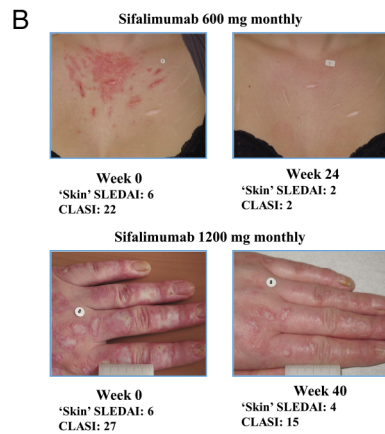 B
Sifalimumab 600 mg monthly
Week 0
'Skin' SLEDAI: 6
CLASI: 22
Week 24
'Skin' SLEDAI: 2
CLASI: 2
Sifalimumab 1200 mg monthly
Week 0
'Skin' SLEDAI: 6
CLASI: 27
Week 40
'Skin' SLEDAI: 4
CLASI: 15